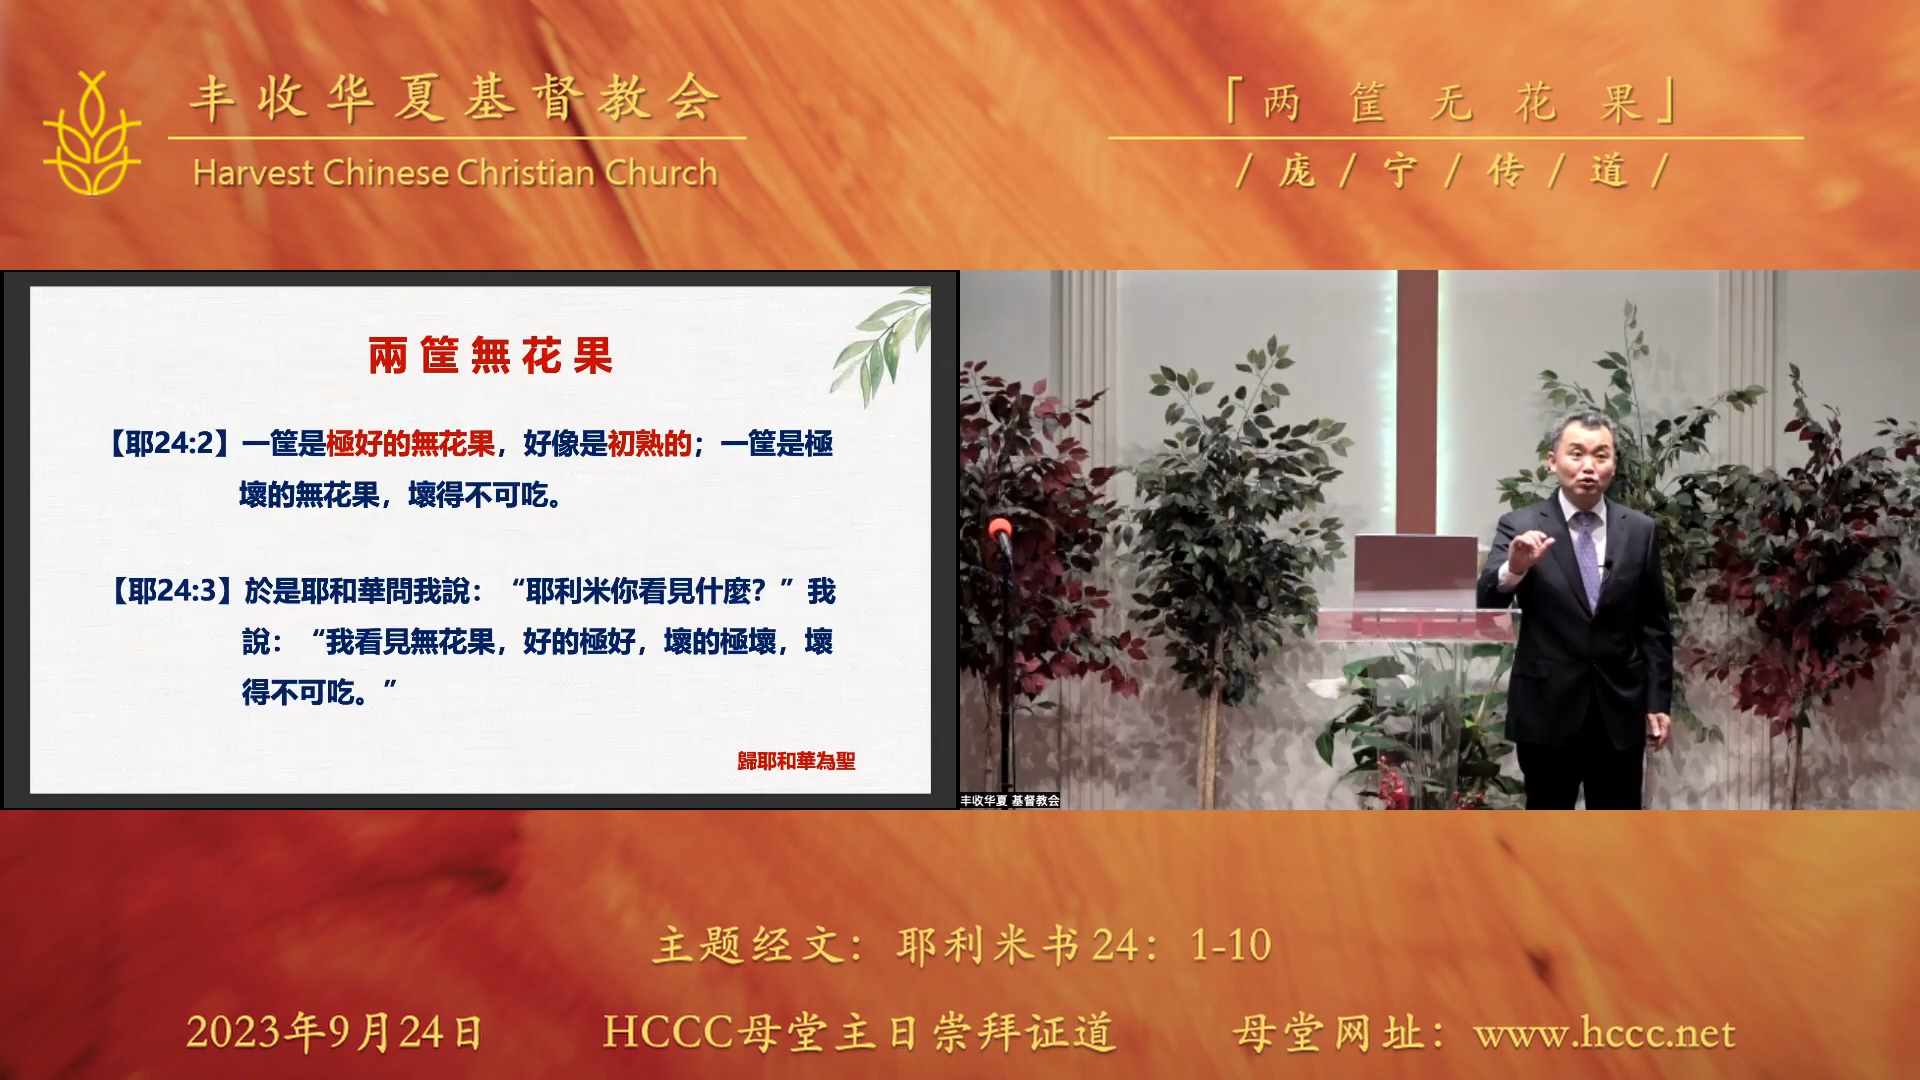 丰收华夏基督教会
Harvest Chinese Christian Church
「两筐无花果」
/庞/宁/传/道/
兩筐無花果
【耶24:2】一筐是極好的無花果，好像是初熟的；一筐是極
壞的無花果，壞得不可吃。
【耶24:3】於是耶和華問我說：“耶利米你看見什麼？”我
說：“我看見無花果，好的極好，壞的極壞，壞
得不可吃。”
歸耶和華為聖
丰收华夏 基督教会
主题经文：耶利米书24：1-10
2023年9月24日
HCCC母堂主日崇拜证道
母堂网址：www.hccc.net